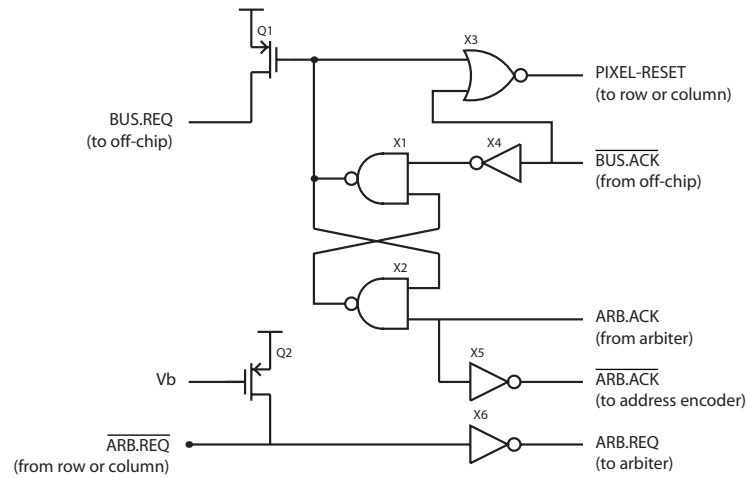 Q1
X3
PIXEL-RESET
(to row or column)
BUS.REQ
(to off-chip)
X1
X4
BUS.ACK
(from off-chip)
X2
ARB.ACK
(from arbiter)
Q2
X5
Vb
ARB.ACK
(to address encoder)
X6
ARB.REQ
(from row or column)
ARB.REQ
(to arbiter)